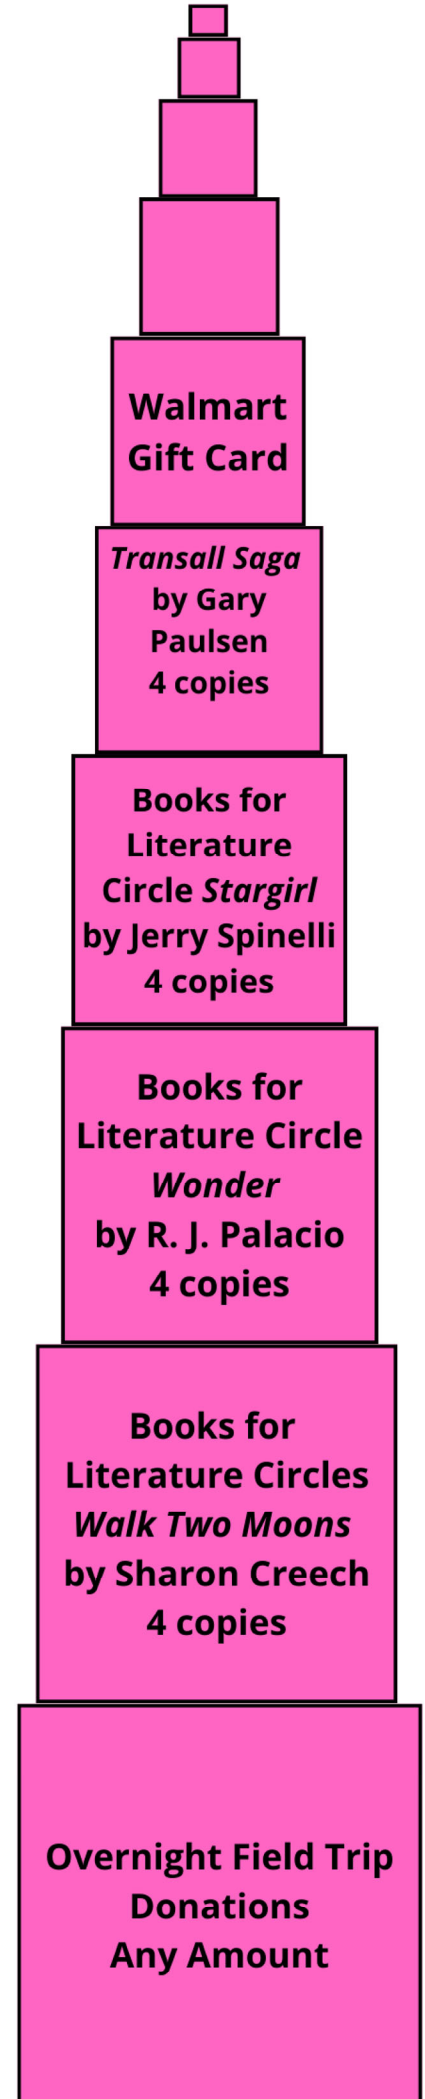 Walmart
Gift Card
Transall Saga
by Gary
Paulsen
4 copies
Books for
Literature
Circle Stargirl
by Jerry Spinelli
4 copies
Books for
Literature Circle
Wonder
by R. J. Palacio
4 copies
Books for
Literature Circles
Walk Two Moons
by Sharon Creech
4 copies
Overnight Field Trip
Donations
Any Amount